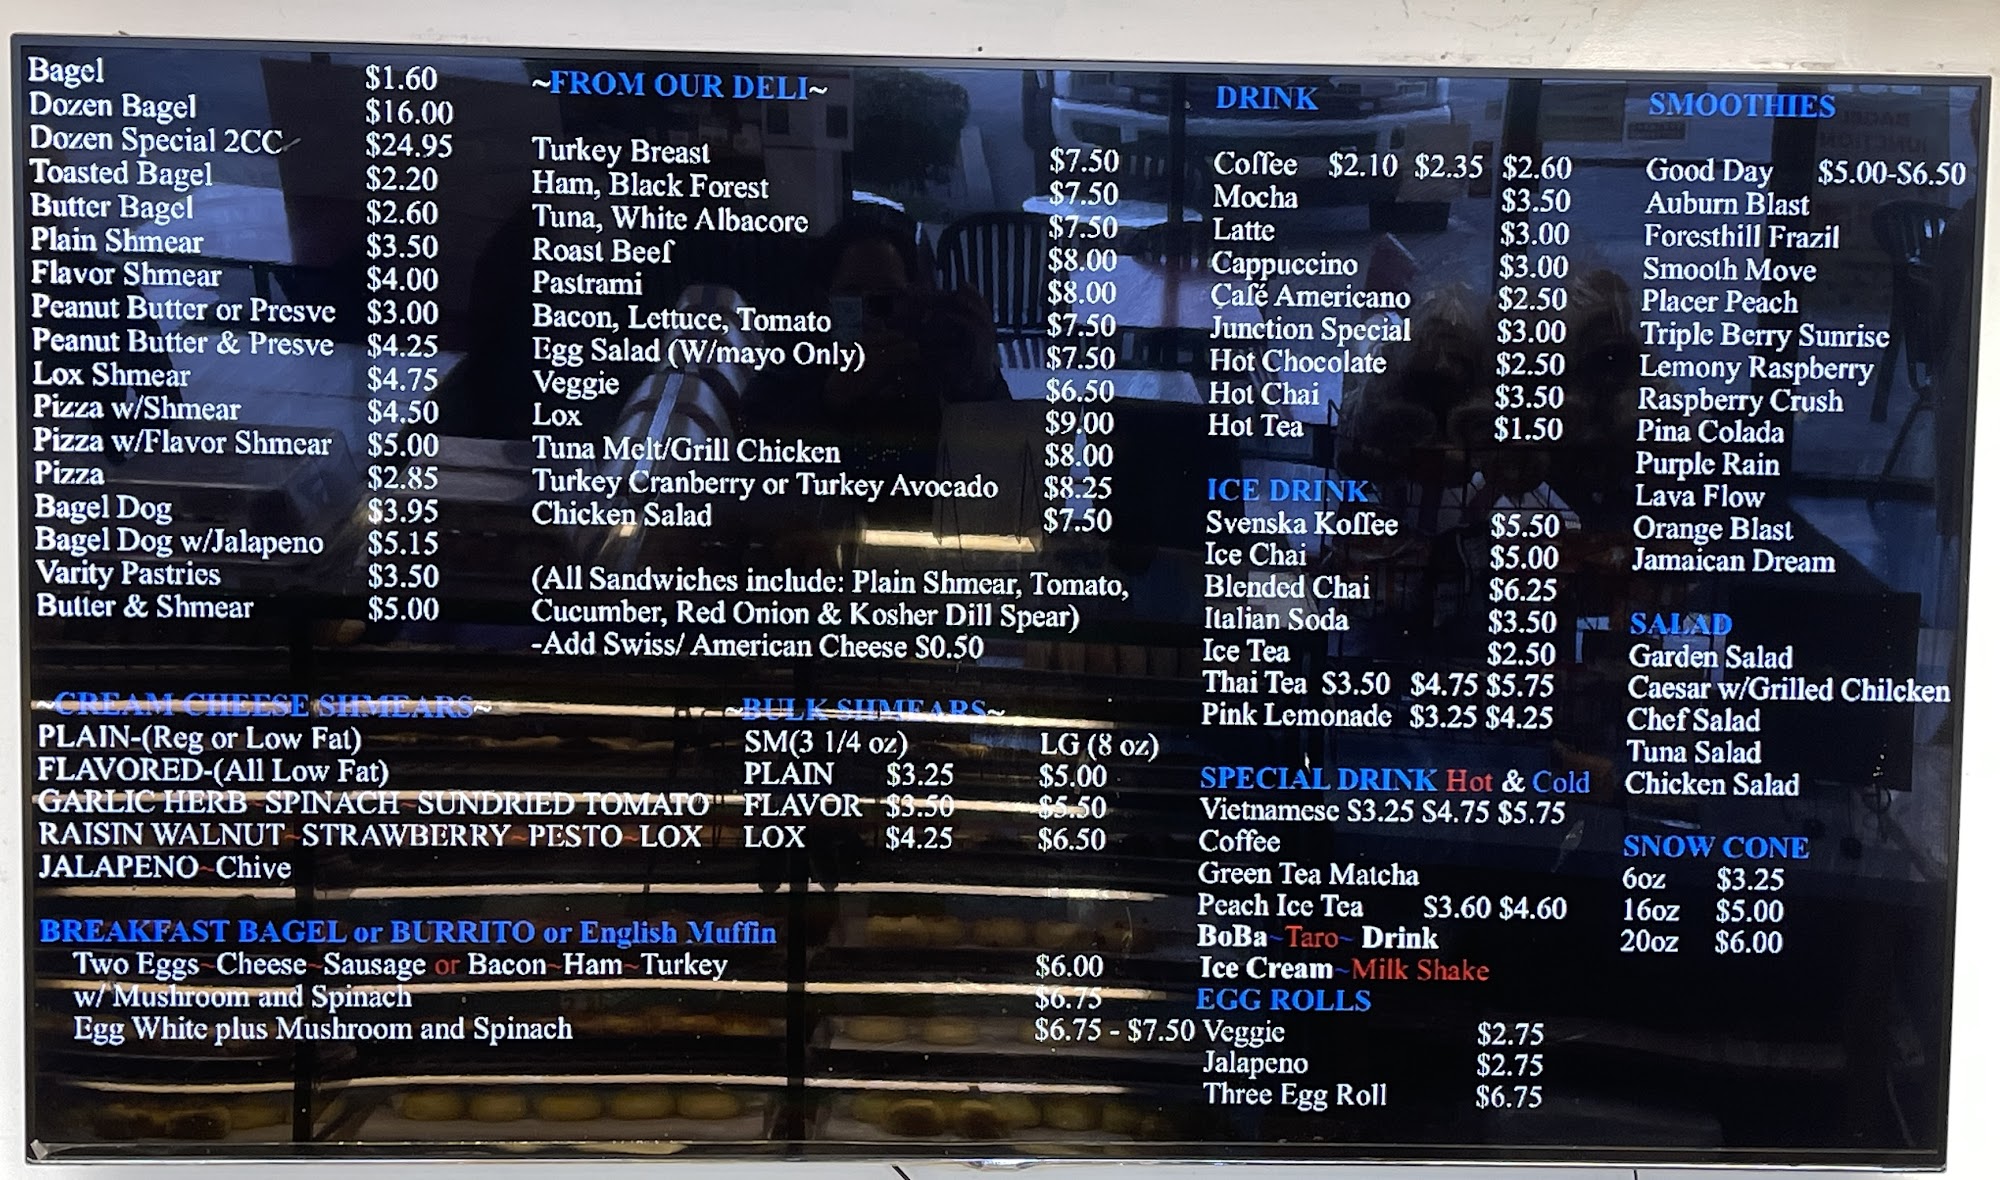 Bagel $1.60
Dozen Bagel $16.00
Dozen Special 2CC $24.95
Toasted Bagel $2.20
Butter Bagel $2.60
Plain Shmear $3.50
Flavor Shmear $4.00
Peanut Butter or Presve $3.00
Peanut Butter & Presve $4.25
Lox Shmear $4.75
Pizza w/Shmear $4.50
Pizza w/Flavor Shmear $5.00
Pizza $2.85
Bagel Dog $3.95
Bagel Dog w/Jalapeno $5.15
Varity Pastries $3.50
Butter & Shmear $5.00
~CREAM CHEESE SHMEARS~
PLAIN-(Reg or Low Fat)
FLAVORED-(All Low Fat)
GARLIC HERB~SPINACH~SUNDRIED TOMATO
RAISIN WALNUT~STRAWBERRY~PESTO~LOX
JALAPENO~Chive
~BULK SHMEARS~
SM(3 1/4 oz) LG (8 oz)
PLAIN $3.25 $5.00
FLAVOR $3.50 $5.50
LOX $4.25 $6.50
BREAKFAST BAGEL or BURRITO or English Muffin
Two Eggs~Cheese~Sausage or Bacon~Ham~Turkey $6.00
w/ Mushroom and Spinach $6.75
Egg White plus Mushroom and Spinach $6.75 - $7.50
~FROM OUR DELI~
Turkey Breast $7.50
Ham, Black Forest $7.50
Tuna, White Albacore $7.50
Roast Beef $8.00
Pastrami $8.00
Bacon, Lettuce, Tomato $7.50
Egg Salad (W/mayo Only) $7.50
Veggie $6.50
Lox $9.00
Tuna Melt/Grill Chicken $8.00
Turkey Cranberry or Turkey Avocado $8.25
Chicken Salad $7.50
(All Sandwiches include: Plain Shmear, Tomato,
Cucumber, Red Onion & Kosher Dill Spear)
-Add Swiss/ American Cheese $0.50
DRINK
Coffee $2.10 $2.35 $2.60
Mocha $3.50
Latte $3.00
Cappuccino $3.00
Café Americano $2.50
Junction Special $3.00
Hot Chocolate $2.50
Hot Chai $3.50
Hot Tea $1.50
ICE DRINK
Svenska Koffee $5.50
Ice Chai $5.00
Blended Chai $6.25
Italian Soda $3.50
Ice Tea $2.50
Thai Tea $3.50 $4.75 $5.75
Pink Lemonade $3.25 $4.25
SPECIAL DRINK Hot & Cold
Vietnamese $3.25 $4.75 $5.75
Coffee
Green Tea Matcha
Peach Ice Tea $3.60 $4.60
BoBa~Taro~ Drink
Ice Cream~Milk Shake
EGG ROLLS
Veggie $2.75
Jalapeno $2.75
Three Egg Roll $6.75
SMOOTHIES
Good Day $5.00-$6.50
Auburn Blast
Foresthill Frazil
Smooth Move
Placer Peach
Triple Berry Sunrise
Lemony Raspberry
Raspberry Crush
Pina Colada
Purple Rain
Lava Flow
Orange Blast
Jamaican Dream
SALAD
Garden Salad
Caesar w/Grilled Chilcken
Chef Salad
Tuna Salad
Chicken Salad
SNOW CONE
6oz $3.25
16oz $5.00
20oz $6.00